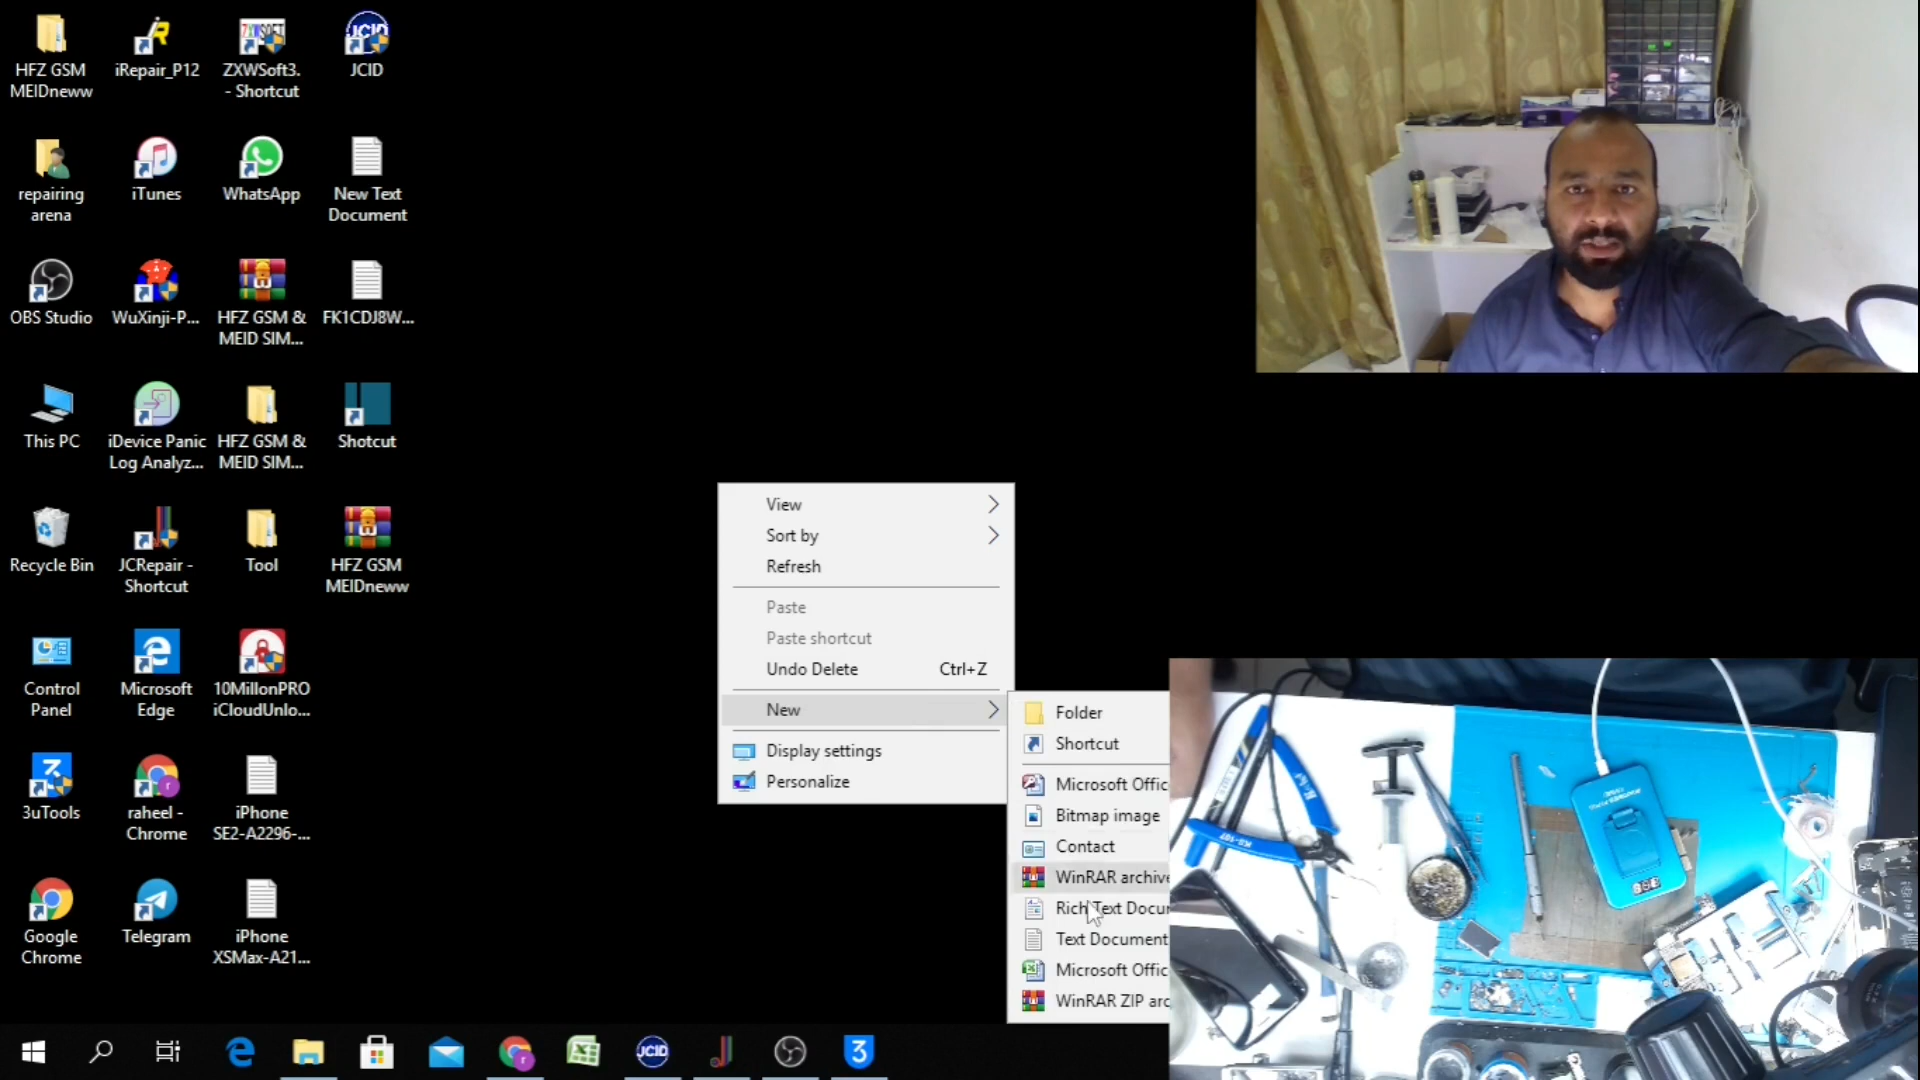 HFZ GSM
MEIDneww
iRepair_P12
ZXWSoft3.
- Shortcut
JCID
repairing
arena
iTunes
WhatsApp
New Text
Document
OBS Studio
WuXinji-P...
HFZ GSM &
MEID SIM...
FK1CDJ8W...
This PC
iDevice Panic
Log Analyz...
HFZ GSM &
MEID SIM...
Shotcut
Recycle Bin
JCRepair -
Shortcut
Tool
HFZ GSM
MEIDneww
Control
Panel
Microsoft
Edge
10MillonPRO
iCloudUnlo...
3uTools
raheel -
Chrome
iPhone
SE2-A2296-...
Google
Chrome
Telegram
iPhone
XSMax-A21...
View
Sort by
Refresh
Paste
Paste shortcut
Undo Delete Ctrl+Z
New
Display settings
Personalize
Folder
Shortcut
Microsoft Offic
Bitmap image
Contact
WinRAR archive
Rich Text Docu
Text Document
Microsoft Offic
WinRAR ZIP arc
JCID
3